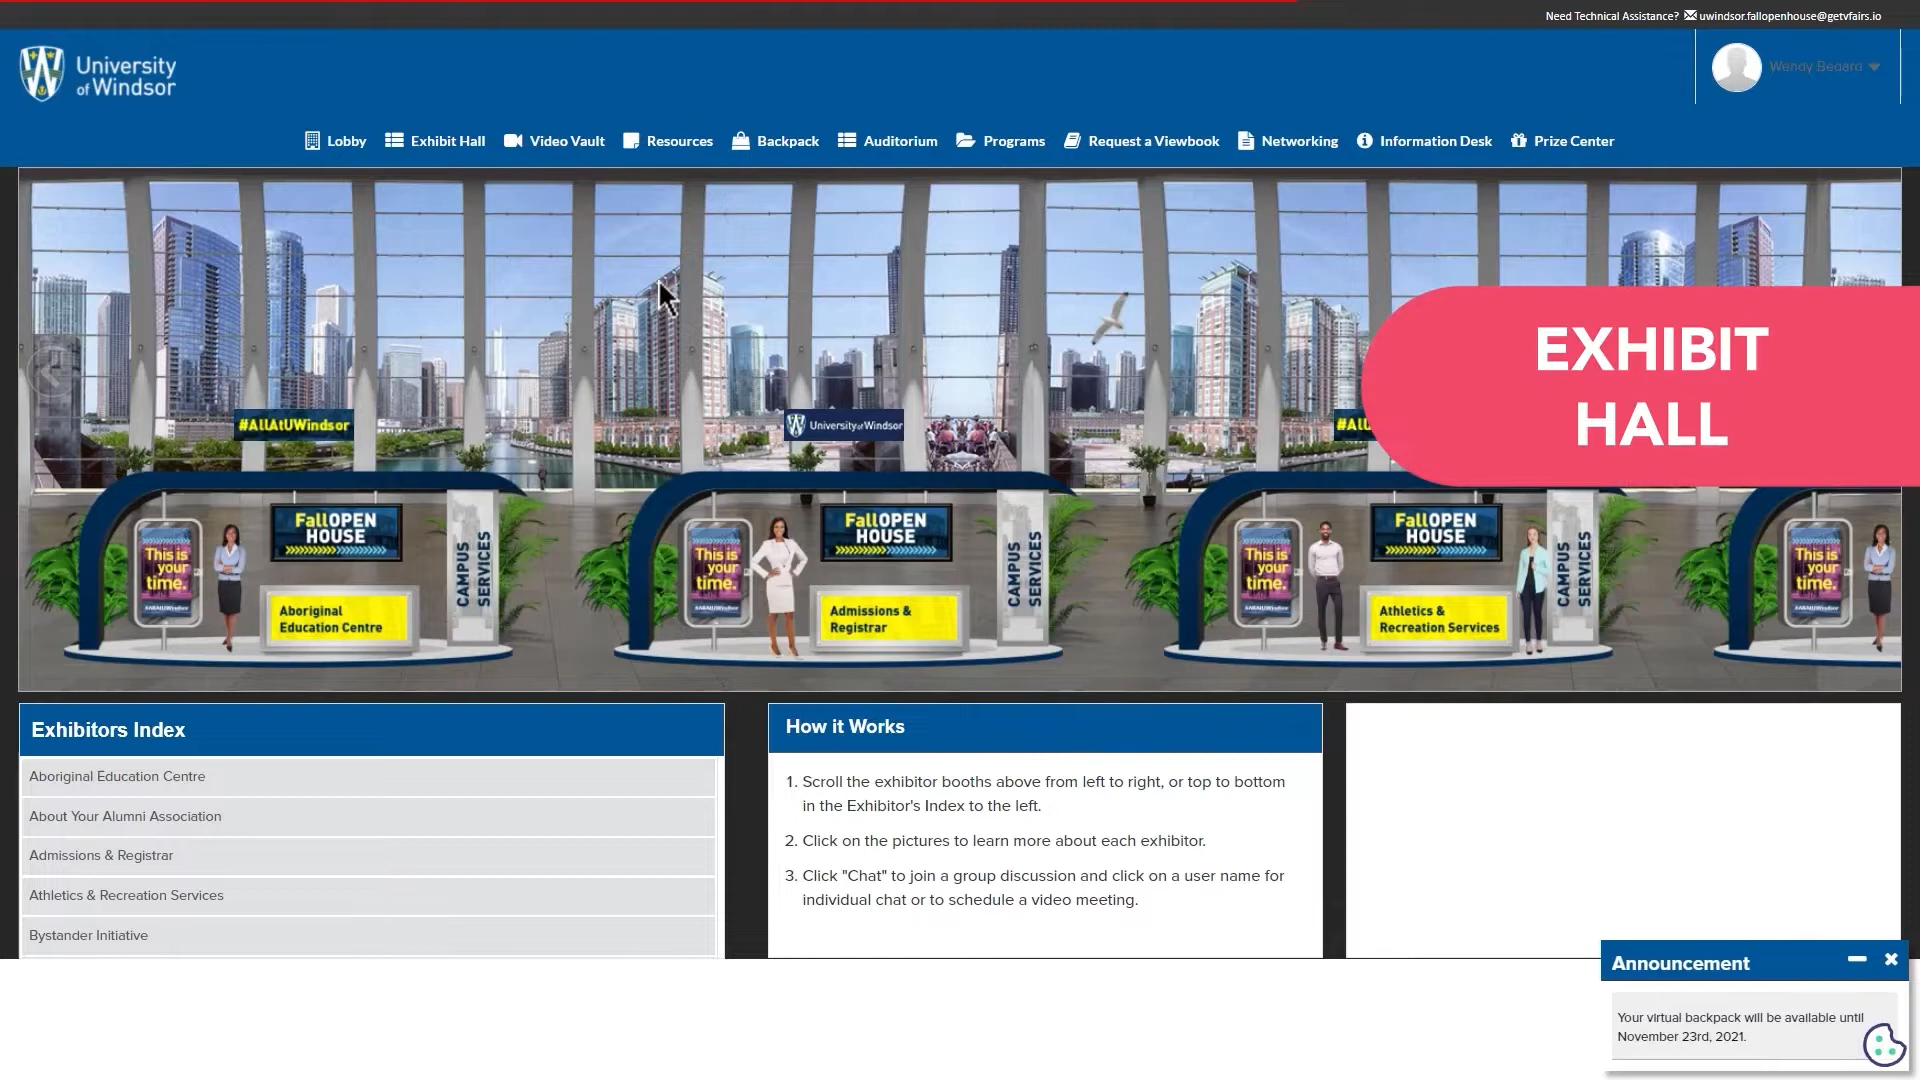 Need Technical Assistance? uwindsor.fallopenhouse@getvfairs.io
University
of Windsor
Wendy Beaara
Lobby
Exhibit Hall
Video Vault
Resources
Backpack
Auditorium
Programs
Request a Viewbook
Networking
Information Desk
Prize Center
EXHIBIT
HALL
#AllAtUWindsor
University of Windsor
#AllU
This is
your
time.
#AllAtUWindsor
FallOPEN
HOUSE
Aboriginal
Education Centre
CAMPUS
SERVICES
This is
your
time.
#AllAtUWindsor
FallOPEN
HOUSE
Admissions &
Registrar
CAMPUS
SERVICES
This is
your
time.
#AllAtUWindsor
FallOPEN
HOUSE
Athletics &
Recreation Services
CAMPUS
SERVICES
This is
your
time.
#AllAtUWindsor
Exhibitors Index
Aboriginal Education Centre
About Your Alumni Association
Admissions & Registrar
Athletics & Recreation Services
Bystander Initiative
How it Works
1. Scroll the exhibitor booths above from left to right, or top to bottom
in the Exhibitor's Index to the left.
2. Click on the pictures to learn more about each exhibitor.
3. Click "Chat" to join a group discussion and click on a user name for
individual chat or to schedule a video meeting.
Announcement
Your virtual backpack will be available until
November 23rd, 2021.